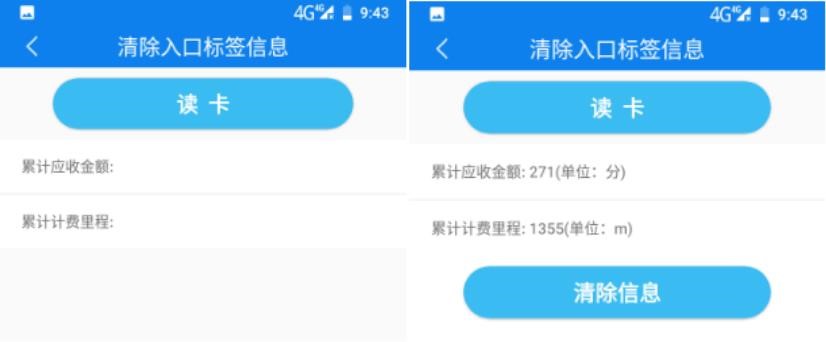 4G 4G 9:43
清除入口标签信息
读 卡
累计应收金额:
累计计费里程:
4G 4G 9:43
清除入口标签信息
读 卡
累计应收金额: 271(单位：分)
累计计费里程: 1355(单位：m)
清除信息